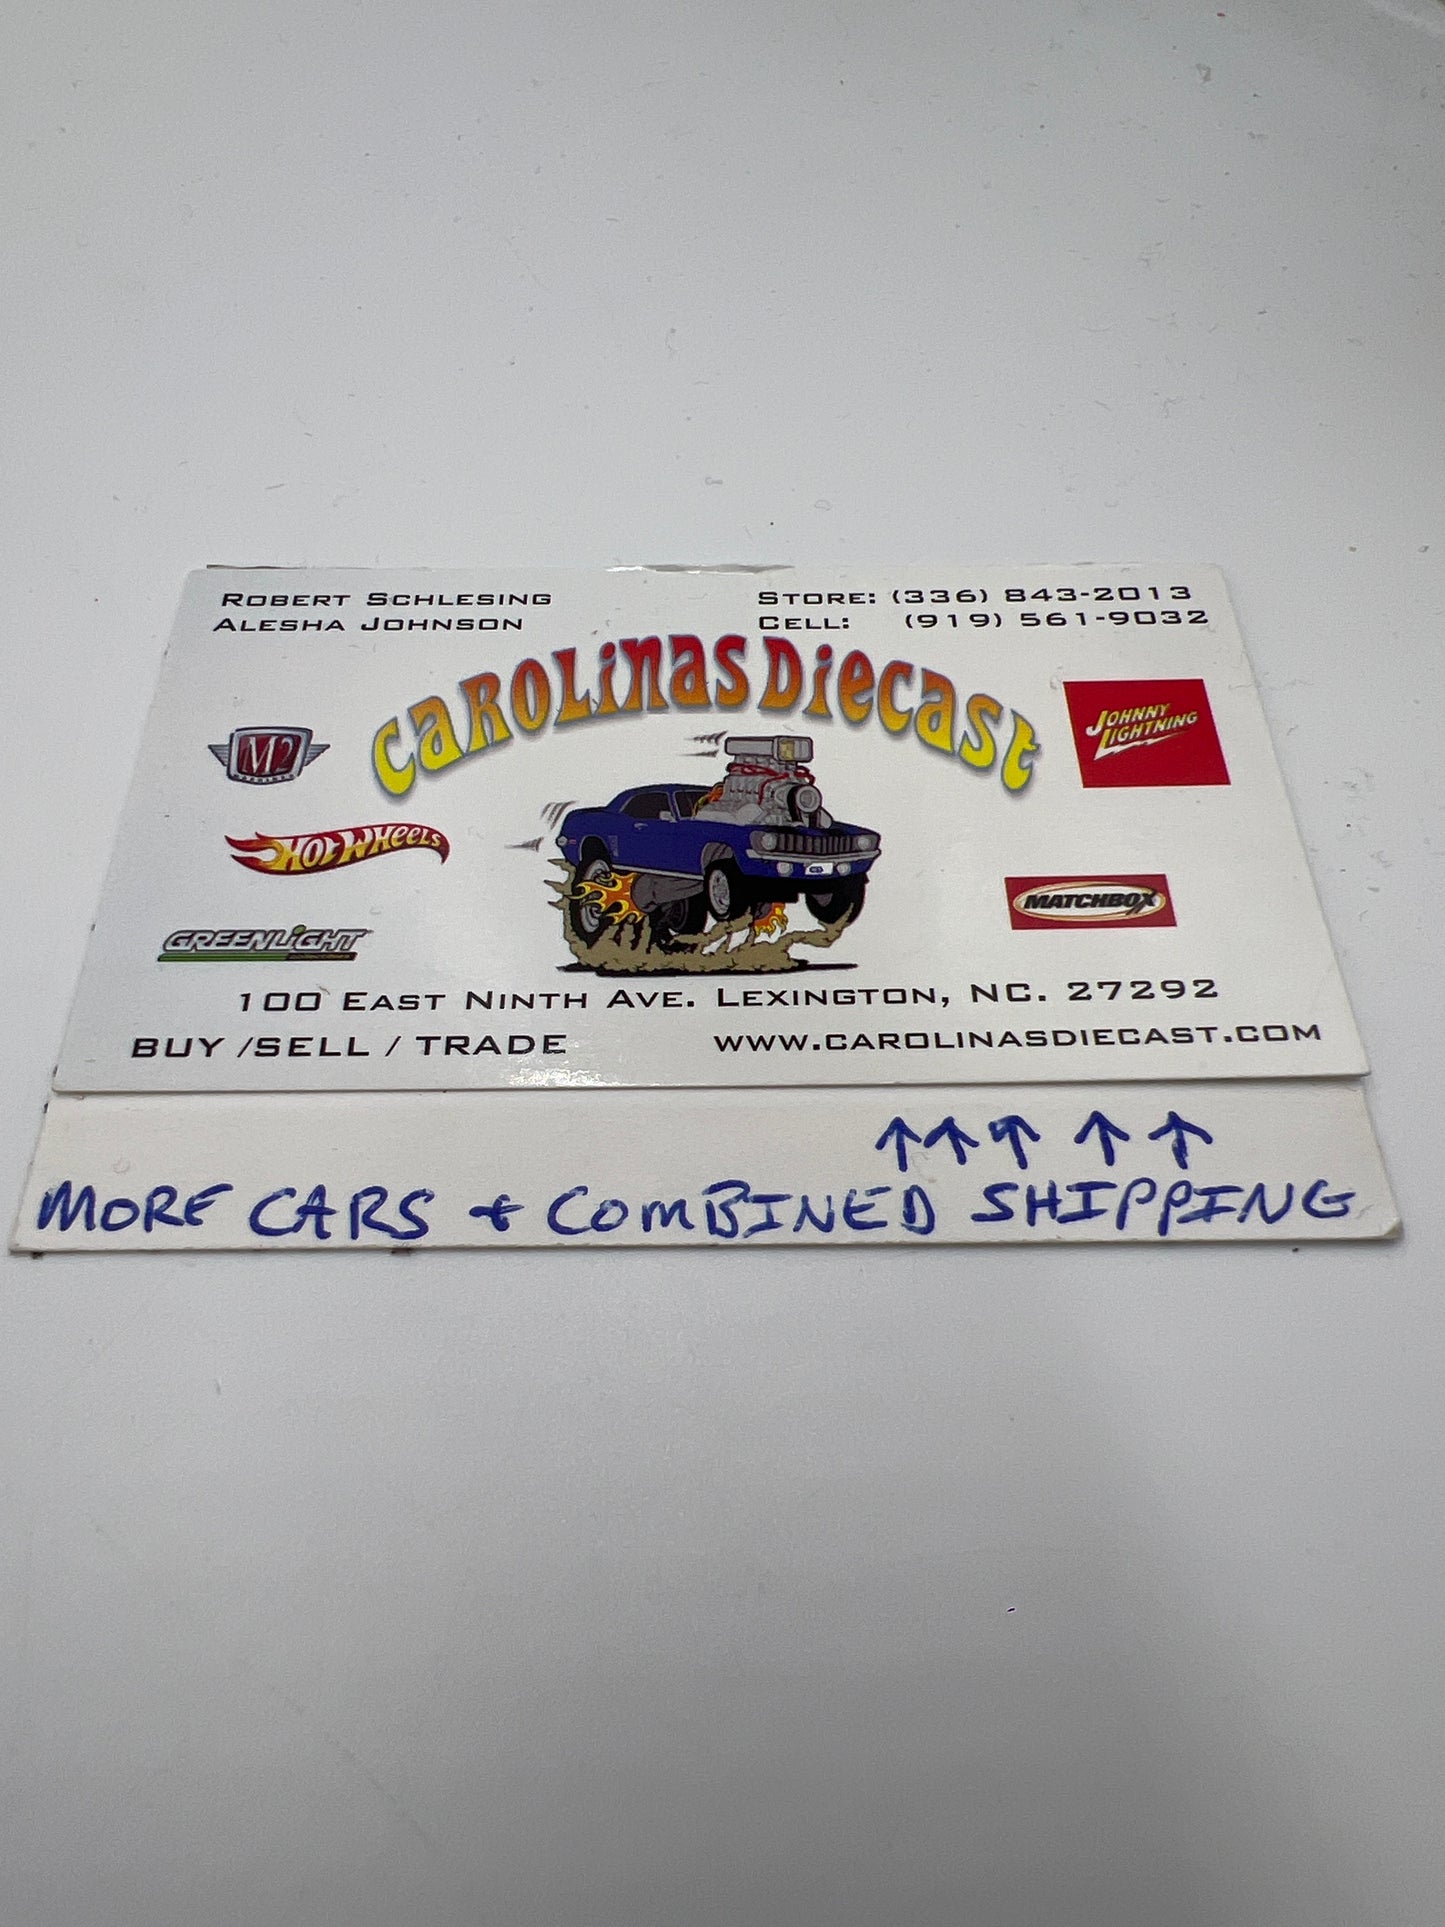 ROBERT SCHLESING
ALESHA JOHNSON
STORE: (336) 843-2013
CELL: (919) 561-9032
CAROLINAS DIECAST
M2
JOHNNY
LIGHTNING
HOT WHEELS
MATCHBOX
GREENLIGHT
100 EAST NINTH AVE. LEXINGTON, NC. 27292
BUY /SELL / TRADE
WWW.CAROLINASDIECAST.COM
↑↑↑ ↑ ↑
MORE CARS + COMBINED SHIPPING